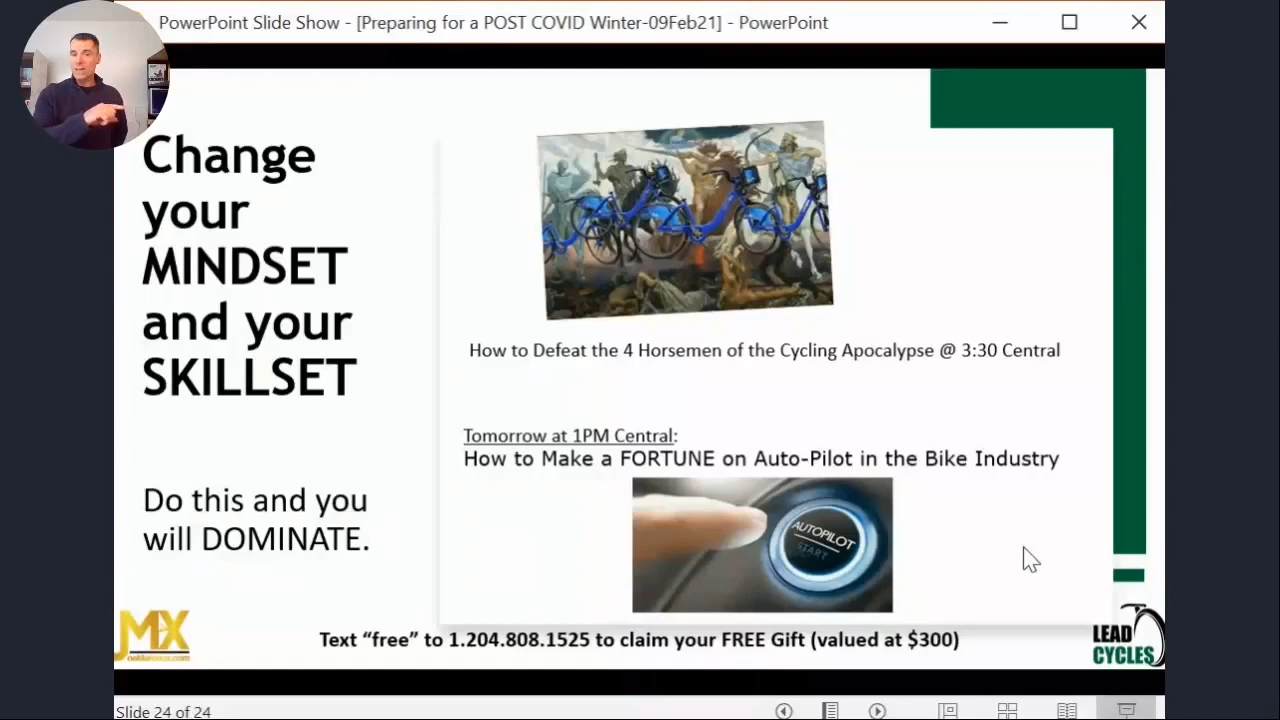 PowerPoint Slide Show - [Preparing for a POST COVID Winter-09Feb21] - PowerPoint
Change
your
MINDSET
and your
SKILLSET
Do this and you
will DOMINATE.
How to Defeat the 4 Horsemen of the Cycling Apocalypse @ 3:30 Central
Tomorrow at 1PM Central:
How to Make a FORTUNE on Auto-Pilot in the Bike Industry
AUTOPILOT
START
Text “free” to 1.204.808.1525 to claim your FREE Gift (valued at $300)
LEAD
CYCLES
Slide 24 of 24